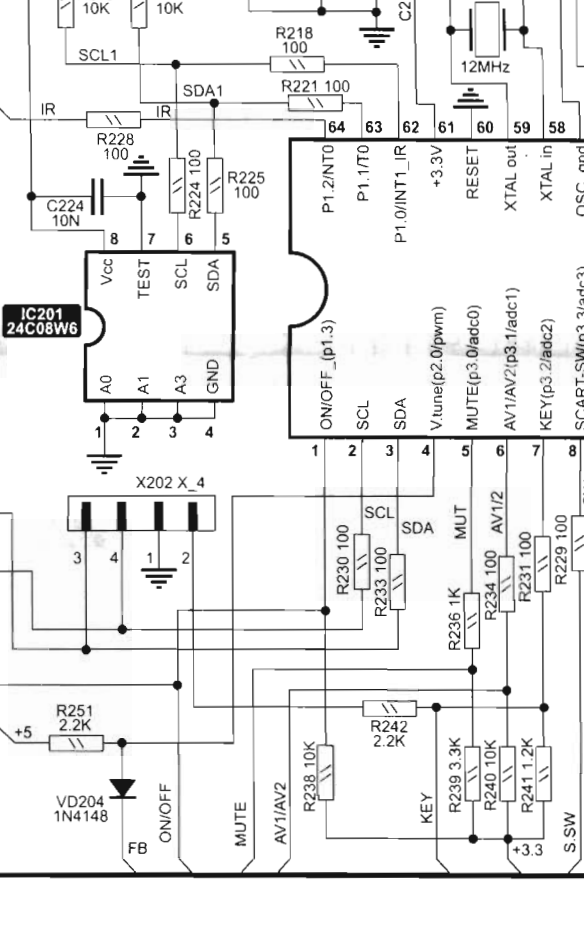 10K
10K
C2
SCL1
R218
100
12MHz
SDA1
R221 100
IR
IR
R228
100
64
63
62
61
60
59
58
P1.2/NT0
P1.1/T0
P1.0/INT1_IR
+3.3V
RESET
XTAL out
XTAL in
OSC_gnd
R224 100
R225
100
C224
10N
8
7
6
5
Vcc
TEST
SCL
SDA
IC201
24C08W6
A0
A1
A3
GND
1
2
3
4
ON/OFF_(p1.3)
SCL
SDA
V.tune(p2.0/pwm)
MUTE(p3.0/adc0)
AV1/AV2(p3.1/adc1)
KEY(p3.2/adc2)
SCART-SW(p3.3/adc3)
1
2
3
4
5
6
7
8
X202 X_4
3
4
1
2
SCL
SDA
MUT
AV1/2
R230 100
R233 100
R236 1K
R234 100
R231 100
R229 100
R251
2.2K
+5
R242
2.2K
R238 10K
R239 3.3K
R240 10K
R241 1.2K
VD204
1N4148
FB
ON/OFF
MUTE
AV1/AV2
KEY
+3.3
S.SW